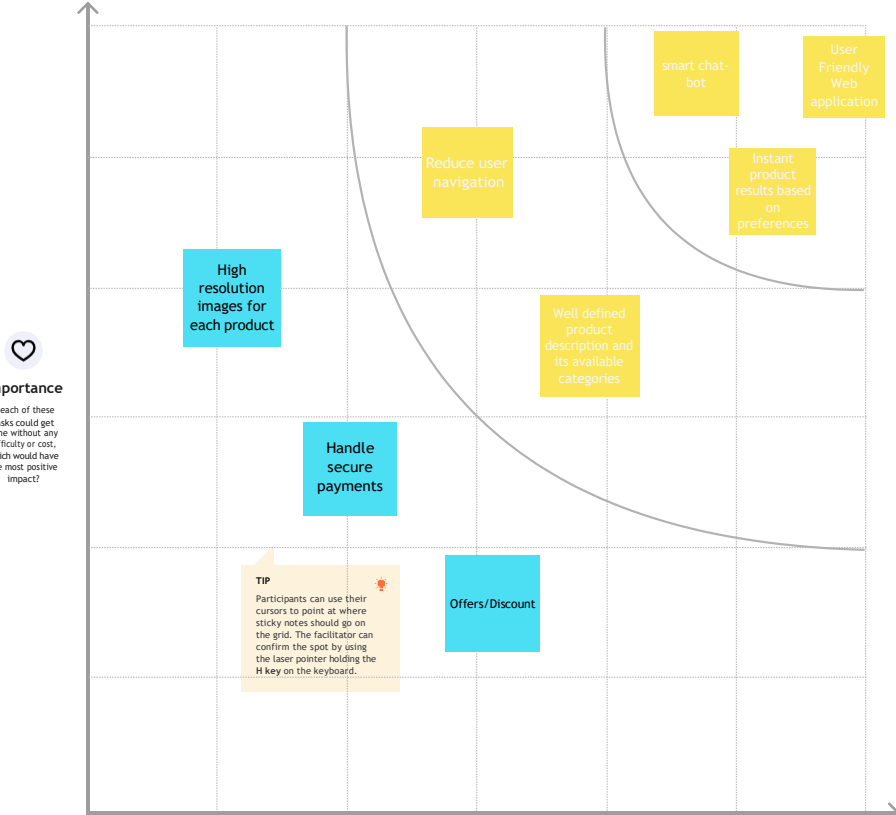 smart chat-
bot
User
Friendly
Web
application
Reduce user
navigation
Instant
product
results based
on
preferences
High
resolution
images for
each product
Well defined
product
description and
its available
categories
portance
each of these
sks could get
ne without any
fficulty or cost,
ich would have
e most positive
impact?
Handle
secure
payments
TIP
Participants can use their
cursors to point at where
sticky notes should go on
the grid. The facilitator can
confirm the spot by using
the laser pointer holding the
H key on the keyboard.
Offers/Discount